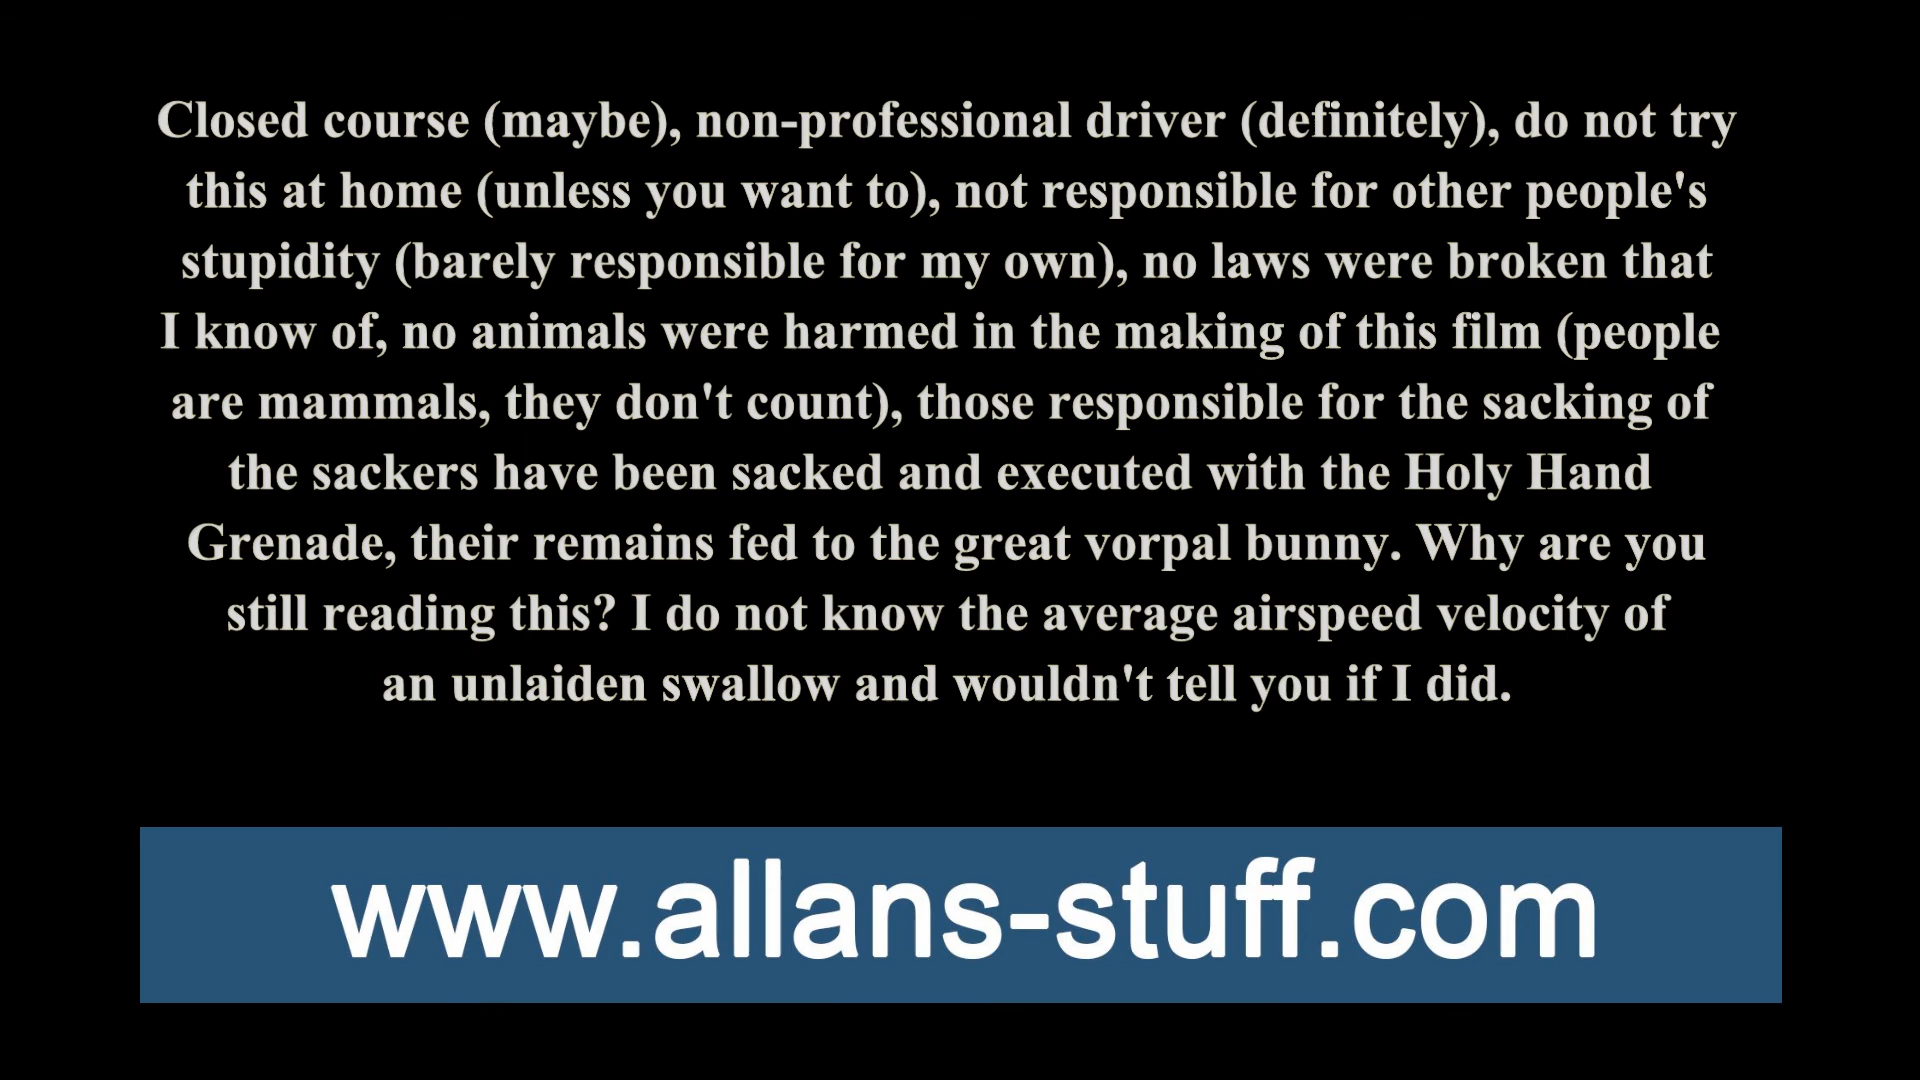 Closed course (maybe), non-professional driver (definitely), do not try
this at home (unless you want to), not responsible for other people's
stupidity (barely responsible for my own), no laws were broken that
I know of, no animals were harmed in the making of this film (people
are mammals, they don't count), those responsible for the sacking of
the sackers have been sacked and executed with the Holy Hand
Grenade, their remains fed to the great vorpal bunny. Why are you
still reading this? I do not know the average airspeed velocity of
an unlaiden swallow and wouldn't tell you if I did.
www.allans-stuff.com